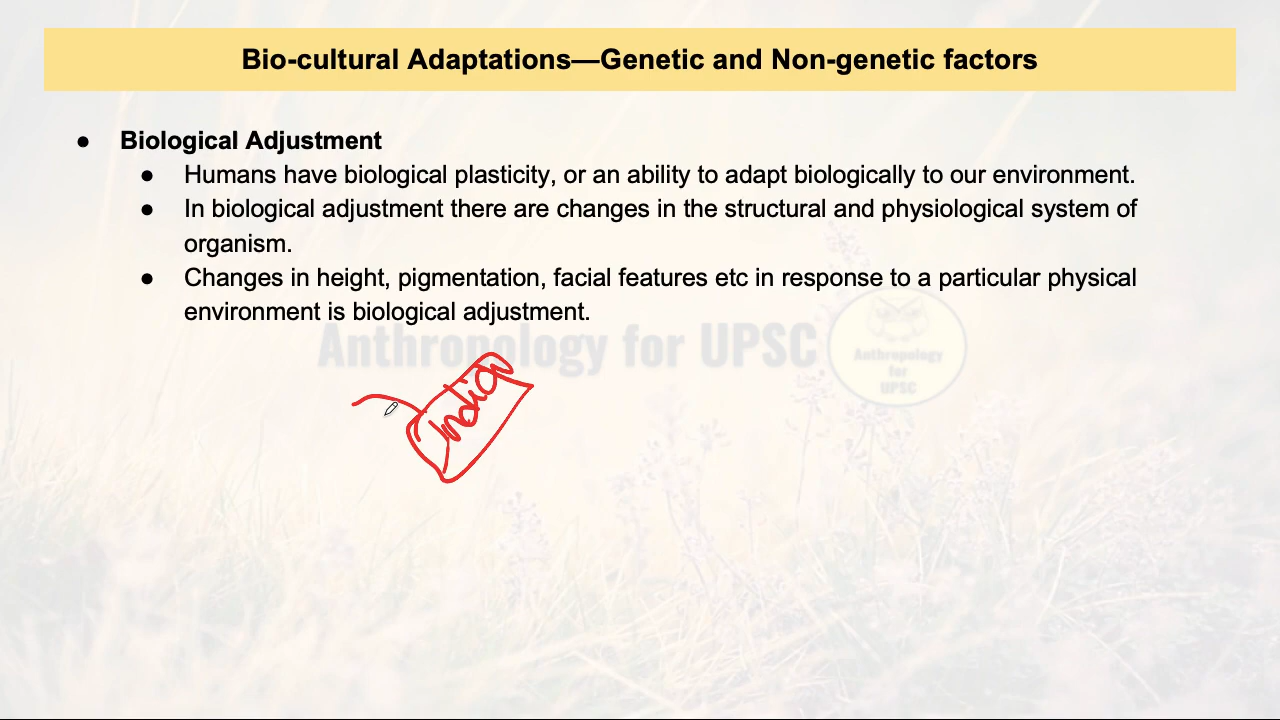 Bio-cultural Adaptations—Genetic and Non-genetic factors
● Biological Adjustment
● Humans have biological plasticity, or an ability to adapt biologically to our environment.
● In biological adjustment there are changes in the structural and physiological system of
organism.
● Changes in height, pigmentation, facial features etc in response to a particular physical
environment is biological adjustment.
Anthropology for UPSC
Anthropology
for
UPSC
India